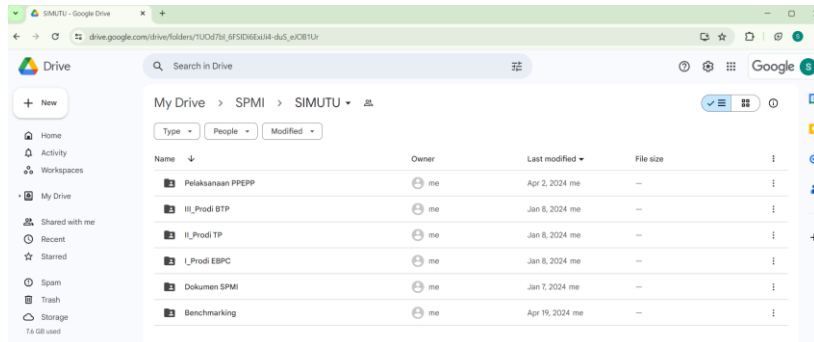 SIMUTU - Google Drive
drive.google.com/drive/folders/1UOd7bI_6FSIDI6ExiJi4-duS_eJOB1Ur
Drive
Search in Drive
Google
S
New
My Drive > SPMI > SIMUTU
Type People Modified
Home
Activity
Workspaces
My Drive
Shared with me
Recent
Starred
Spam
Trash
Storage
7.6 GB used
Name Owner Last modified File size
Pelaksanaan PPEPP me Apr 2, 2024 me —
III_Prodi BTP me Jan 8, 2024 me —
II_Prodi TP me Jan 8, 2024 me —
I_Prodi EBPC me Jan 8, 2024 me —
Dokumen SPMI me Jan 7, 2024 me —
Benchmarking me Apr 19, 2024 me —